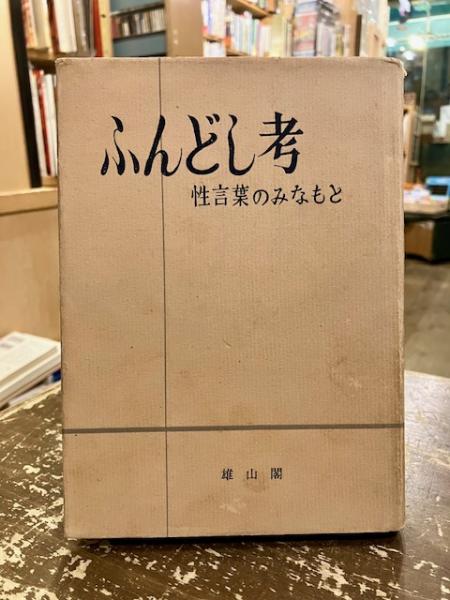 ふんどし考
性言葉のみなもと
雄山閣